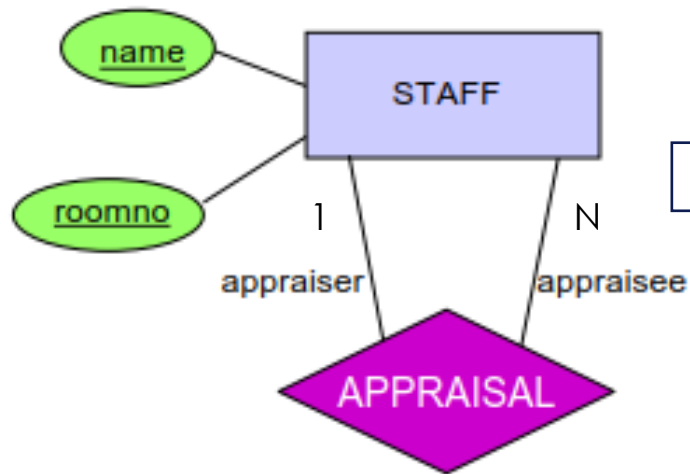 name
STAFF
roomno
1
N
appraiser
appraisee
APPRAISAL